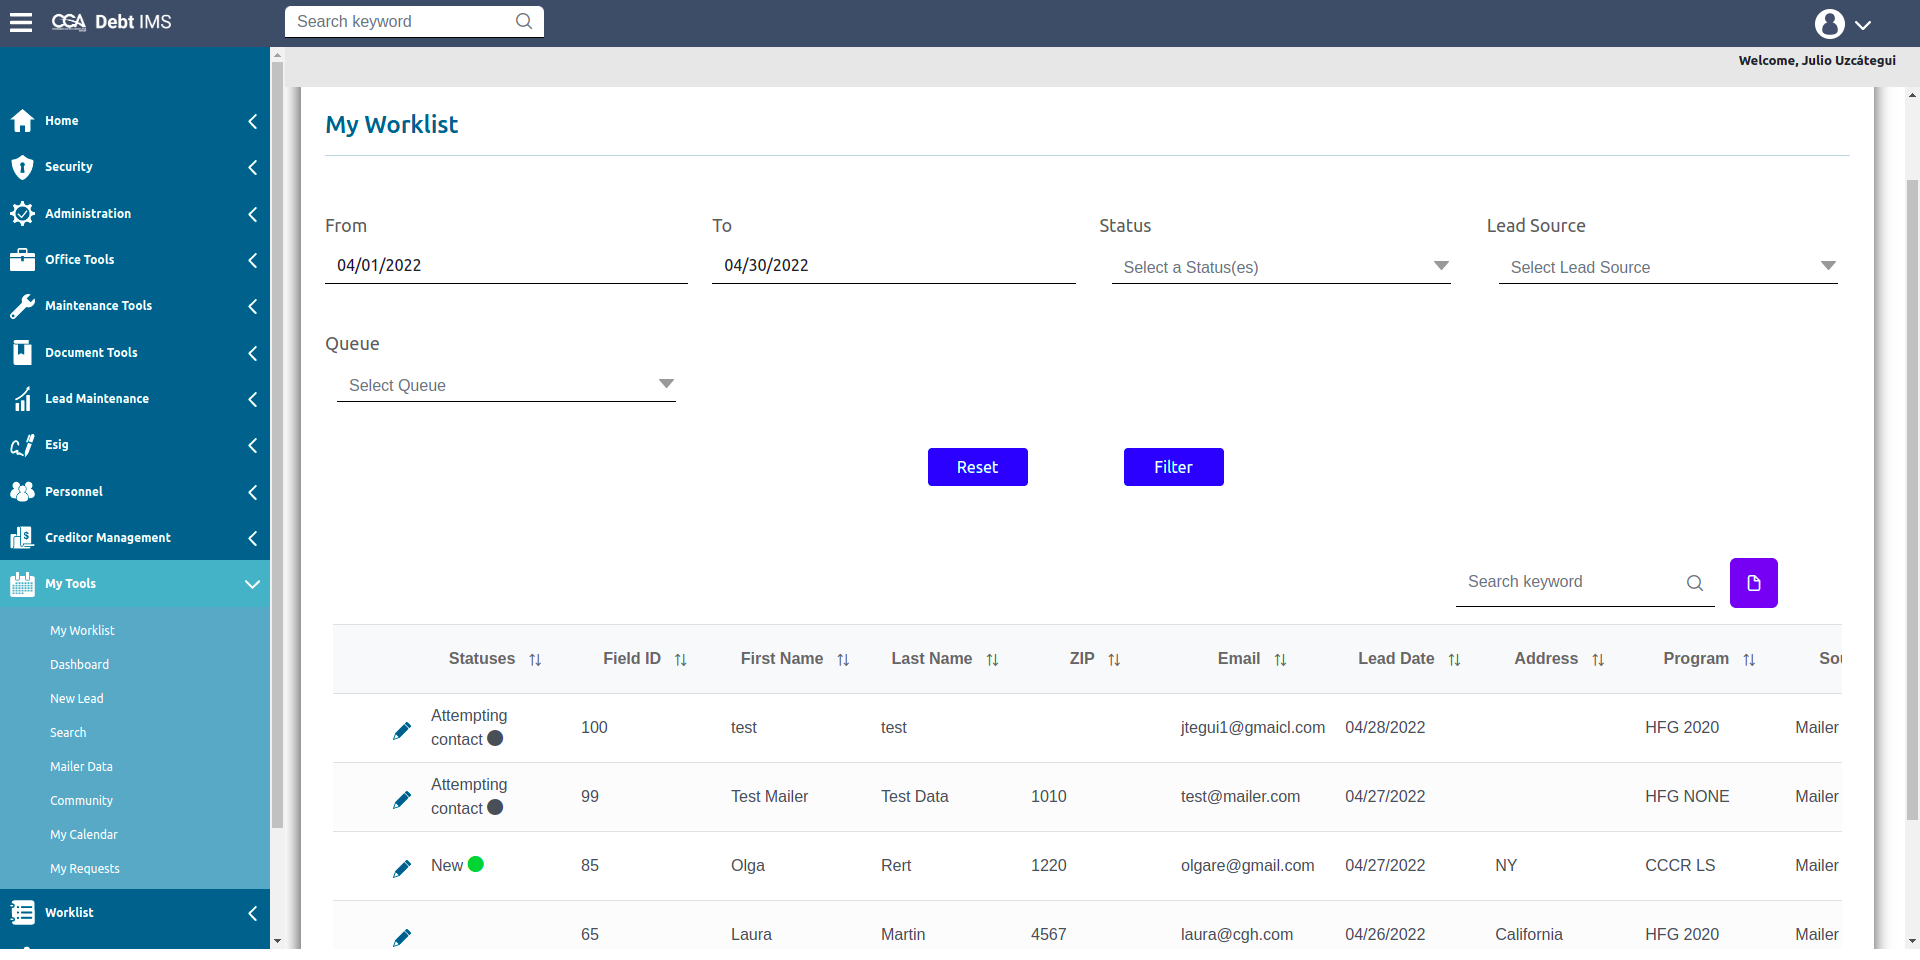 CGA Debt IMS
Search keyword
Welcome, Julio Uzcátegui
Home
Security
Administration
Office Tools
Maintenance Tools
Document Tools
Lead Maintenance
Esig
Personnel
Creditor Management
My Tools
My Worklist
Dashboard
New Lead
Search
Mailer Data
Community
My Calendar
My Requests
Worklist
My Worklist
From To Status Lead Source
04/01/2022 04/30/2022 Select a Status(es) Select Lead Source
Queue
Select Queue
Reset Filter
Search keyword
Statuses Field ID First Name Last Name ZIP Email Lead Date Address Program Sou
Attempting
contact 100 test test jtegui1@gmaicl.com 04/28/2022 HFG 2020 Mailer
Attempting
contact 99 Test Mailer Test Data 1010 test@mailer.com 04/27/2022 HFG NONE Mailer
New 85 Olga Rert 1220 olgare@gmail.com 04/27/2022 NY CCCR LS Mailer
65 Laura Martin 4567 laura@cgh.com 04/26/2022 California HFG 2020 Mailer